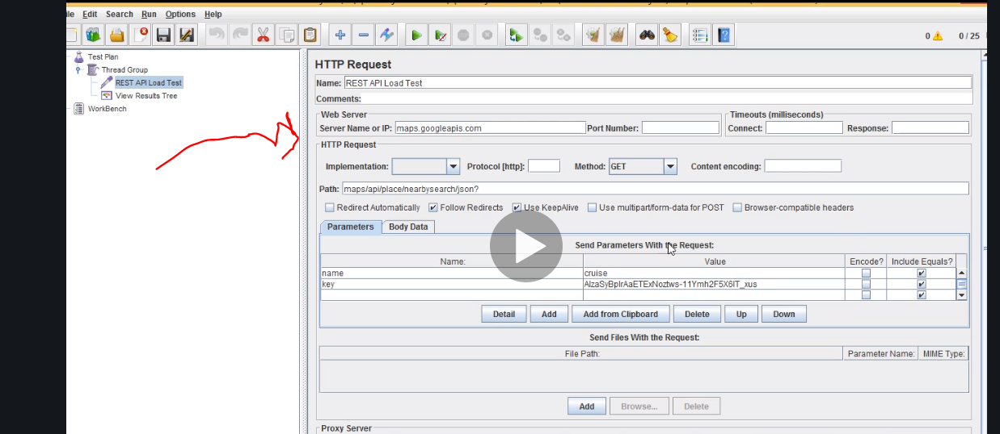 Edit Search Run Options Help
0 0 / 25
Test Plan
Thread Group
REST API Load Test
View Results Tree
WorkBench
HTTP Request
Name: REST API Load Test
Comments:
Web Server
Timeouts (milliseconds)
Server Name or IP: maps.googleapis.com Port Number:
Connect: Response:
HTTP Request
Implementation: Protocol [http]: Method: GET Content encoding:
Path: maps/api/place/nearbysearch/json?
Redirect Automatically Follow Redirects Use KeepAlive Use multipart/form-data for POST Browser-compatible headers
Parameters Body Data
Send Parameters With the Request:
Name: Value Encode? Include Equals?
name cruise
key
Detail Add Add from Clipboard Delete Up Down
Send Files With the Request:
File Path: Parameter Name: MIME Type:
Add Browse... Delete
Proxy Server